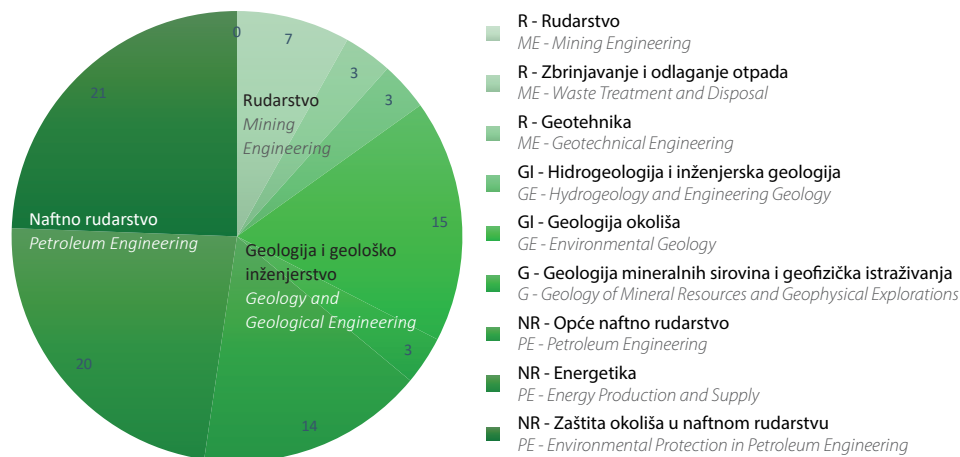 0
7
3
3
15
3
14
20
21
Rudarstvo
Mining
Engineering
Naftno rudarstvo
Petroleum Engineering
Geologija i geološko
inženjerstvo
Geology and
Geological Engineering
R - Rudarstvo
ME - Mining Engineering
R - Zbrinjavanje i odlaganje otpada
ME - Waste Treatment and Disposal
R - Geotehnika
ME - Geotechnical Engineering
GI - Hidrogeologija i inženjerska geologija
GE - Hydrogeology and Engineering Geology
GI - Geologija okoliša
GE - Environmental Geology
G - Geologija mineralnih sirovina i geofizička istraživanja
G - Geology of Mineral Resources and Geophysical Explorations
NR - Opće naftno rudarstvo
PE - Petroleum Engineering
NR - Energetika
PE - Energy Production and Supply
NR - Zaštita okoliša u naftnom rudarstvu
PE - Environmental Protection in Petroleum Engineering